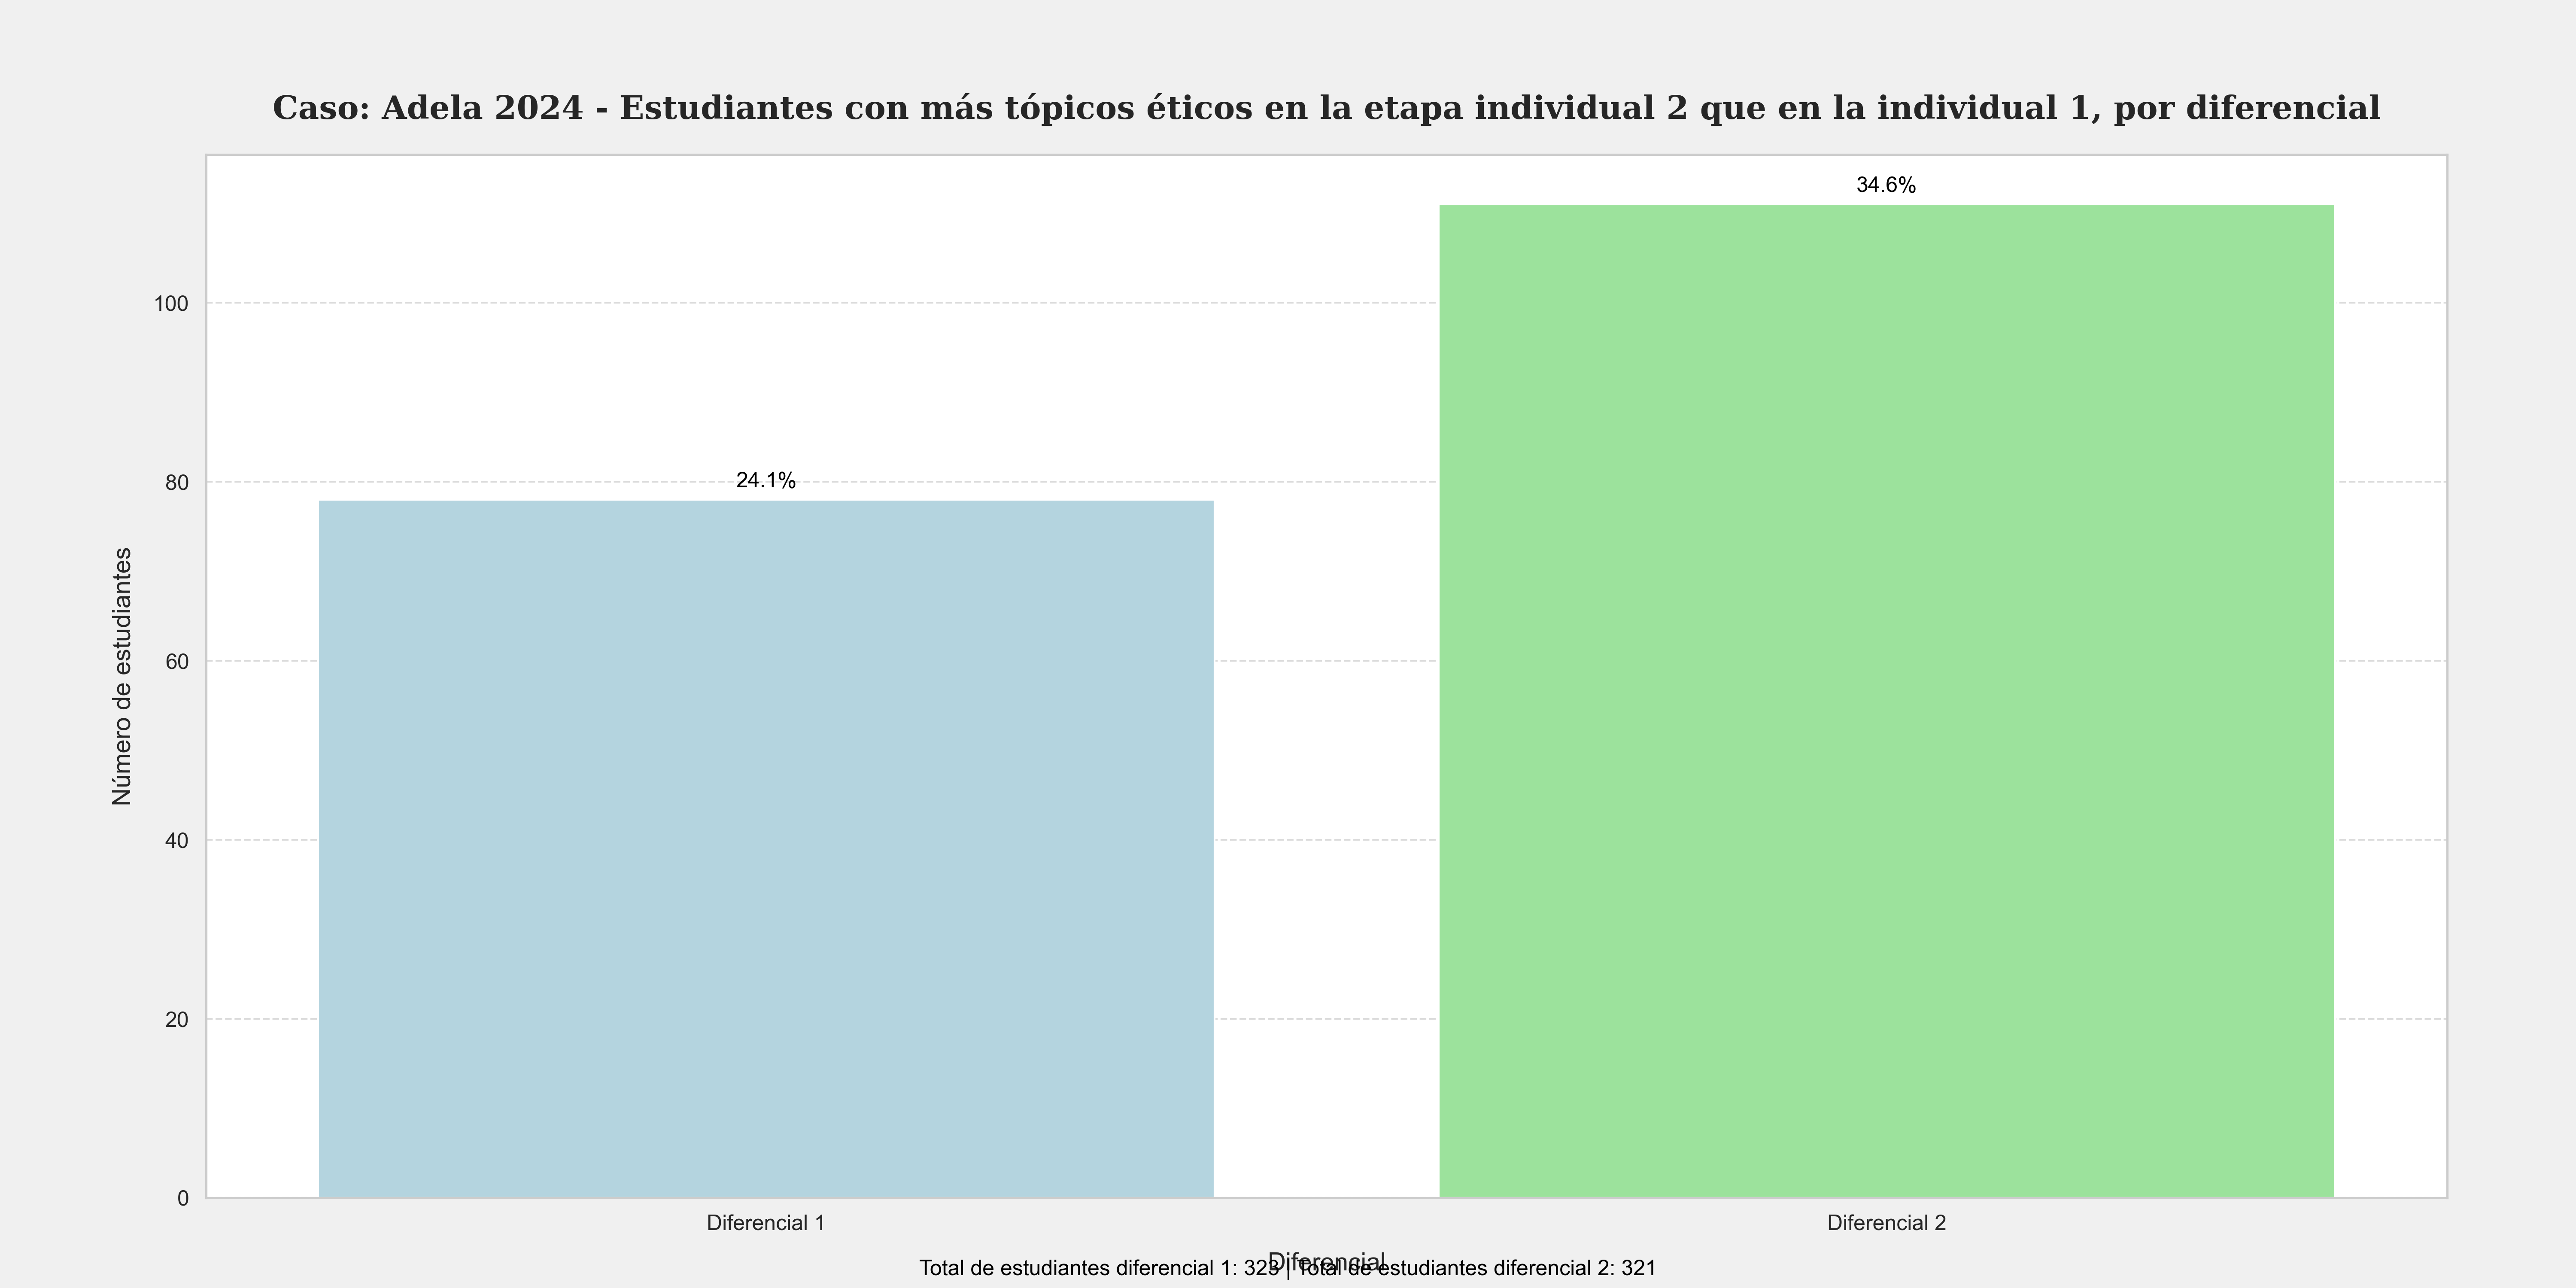 Caso: Adela 2024 - Estudiantes con más tópicos éticos en la etapa individual 2 que en la individual 1, por diferencial
34.6%
24.1%
Número de estudiantes
100
80
60
40
20
0
Diferencial 1
Diferencial 2
Diferencial
Total de estudiantes diferencial 1: 323 | Total de estudiantes diferencial 2: 321